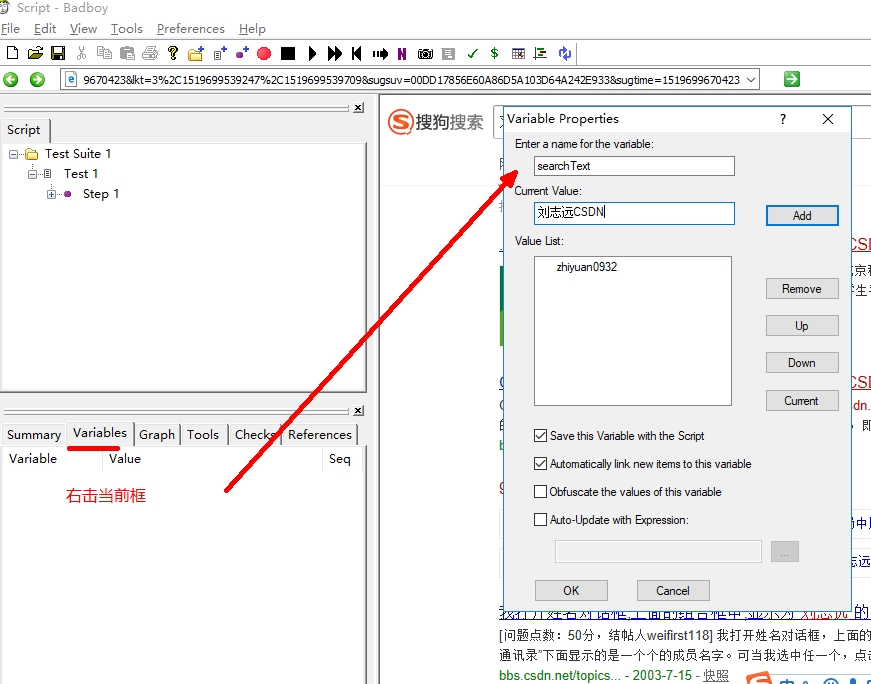 Script - Badboy
File Edit View Tools Preferences Help
9670423&lkt=3%2C1519699539247%2C1519699539709&sugsuv=00DD17856E60A86D5A103D64A242E933&sugtime=1519699670423
Script
Test Suite 1
Test 1
Step 1
Summary Variables Graph Tools Checks References
Variable Value Seq
右击当前框
搜狗搜索
Variable Properties
Enter a name for the variable:
searchText
Current Value:
刘志远CSDN
Add
Value List:
zhiyuan0932
Remove
Up
Down
Current
Save this Variable with the Script
Automatically link new items to this variable
Obfuscate the values of this variable
Auto-Update with Expression:
...
OK Cancel
[问题点数：50分，结帖人weifirst118] 我打开姓名对话框，上面的
通讯录”下面显示的是一个个的成员名字。可当我选中任一个，点击
bbs.csdn.net/topics... - 2003-7-15 - 快照